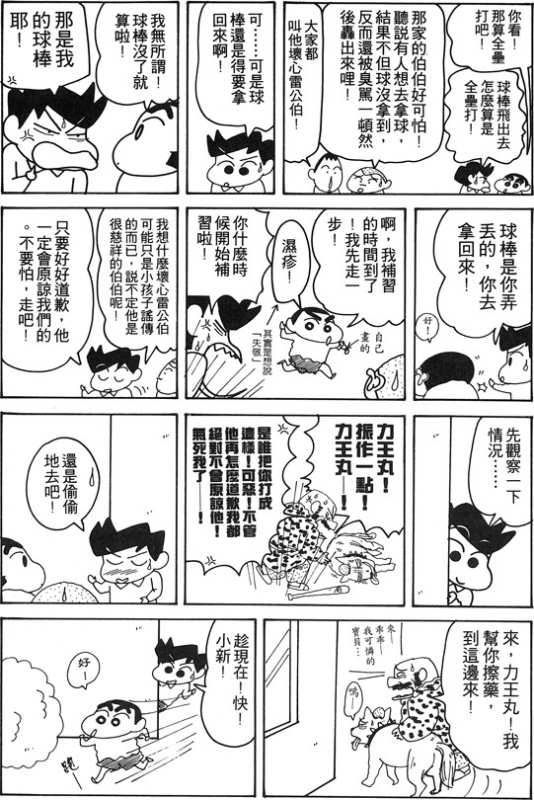 你看！
那算全壘
打吧！
球棒飛出去
怎麼算是
全壘打！
那家的伯伯好可怕！
聽說有人想去拿球，
結果不但球沒拿到，
反而還被臭罵一頓然
後轟出來哩！
大家都
叫他壞心雷公伯！
可……可是球
棒還是得要拿
回來啊！
我無所謂！
球棒沒了就
算啦！
那是我
的球棒
耶！
球棒是你弄
丟的，你去
拿回來！
好！
啊，我補習
的時間到了
！我先走一
步！
自己
畫的
濕疹！
其實是想說
「失敬」
你什麼時
候開始補
習啦！
我想什麼壞心雷公伯
可能只是小孩子謠傳
的而已，說不定他是
很慈祥的伯伯呢！
只要好好道歉，他
一定會原諒我們的
。不要怕，走吧！
先觀察一下
情況……
力王丸！
振作一點！
力王丸——！
是誰把你打成
這樣！可惡！不管
他再怎麼道歉我都
絕對不會原諒他！
氣死我了——！
還是偷偷
地去吧！
來，力王丸！我
幫你擦藥，
到這邊來！
來—
乖乖—
我可憐的
寶貝…
嗚—
趁現在！快！
小新！
好—
跑—